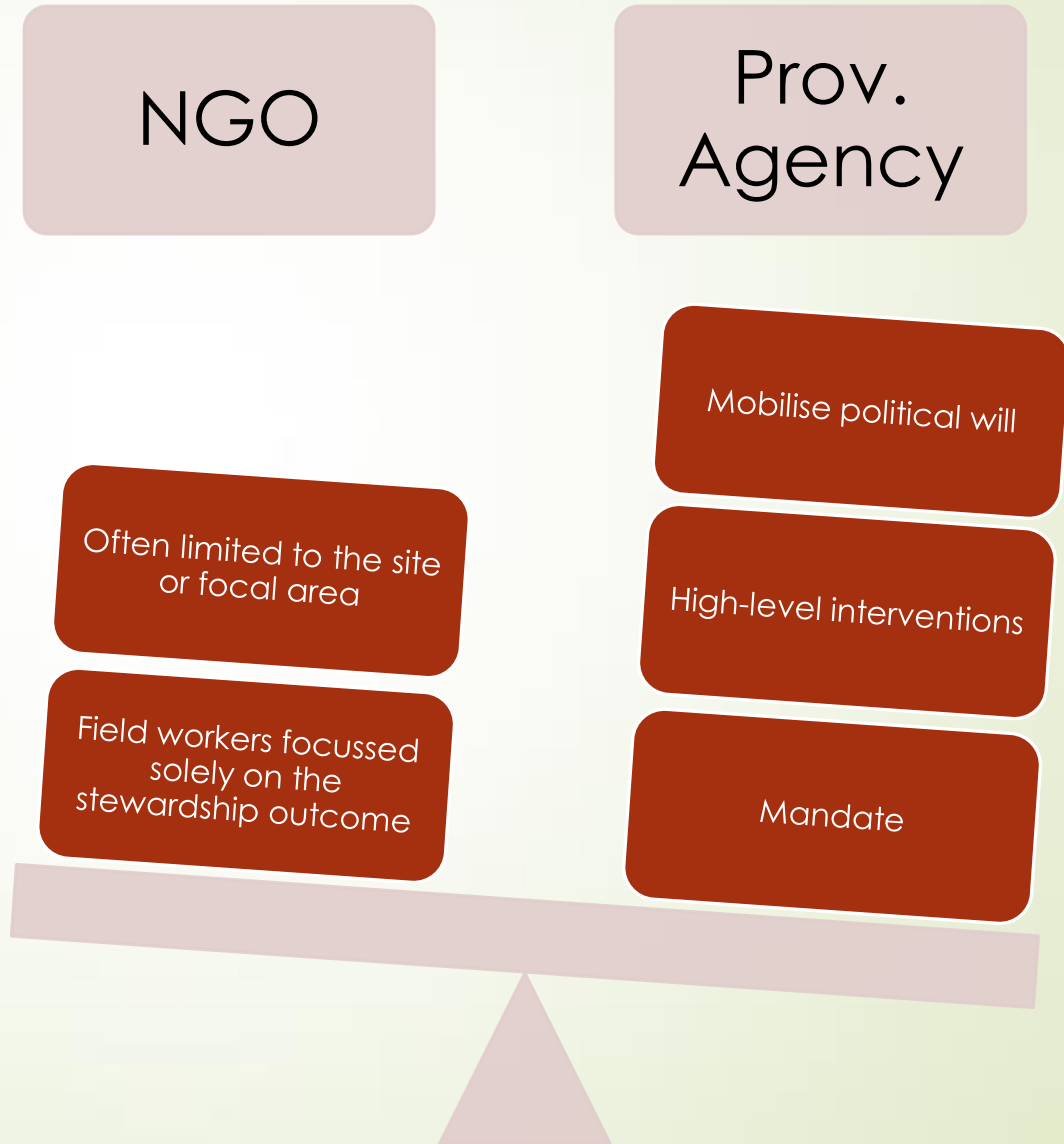 NGO
Prov.
Agency
Often limited to the site
or focal area
Field workers focussed
solely on the
stewardship outcome
Mobilise political will
High-level interventions
Mandate